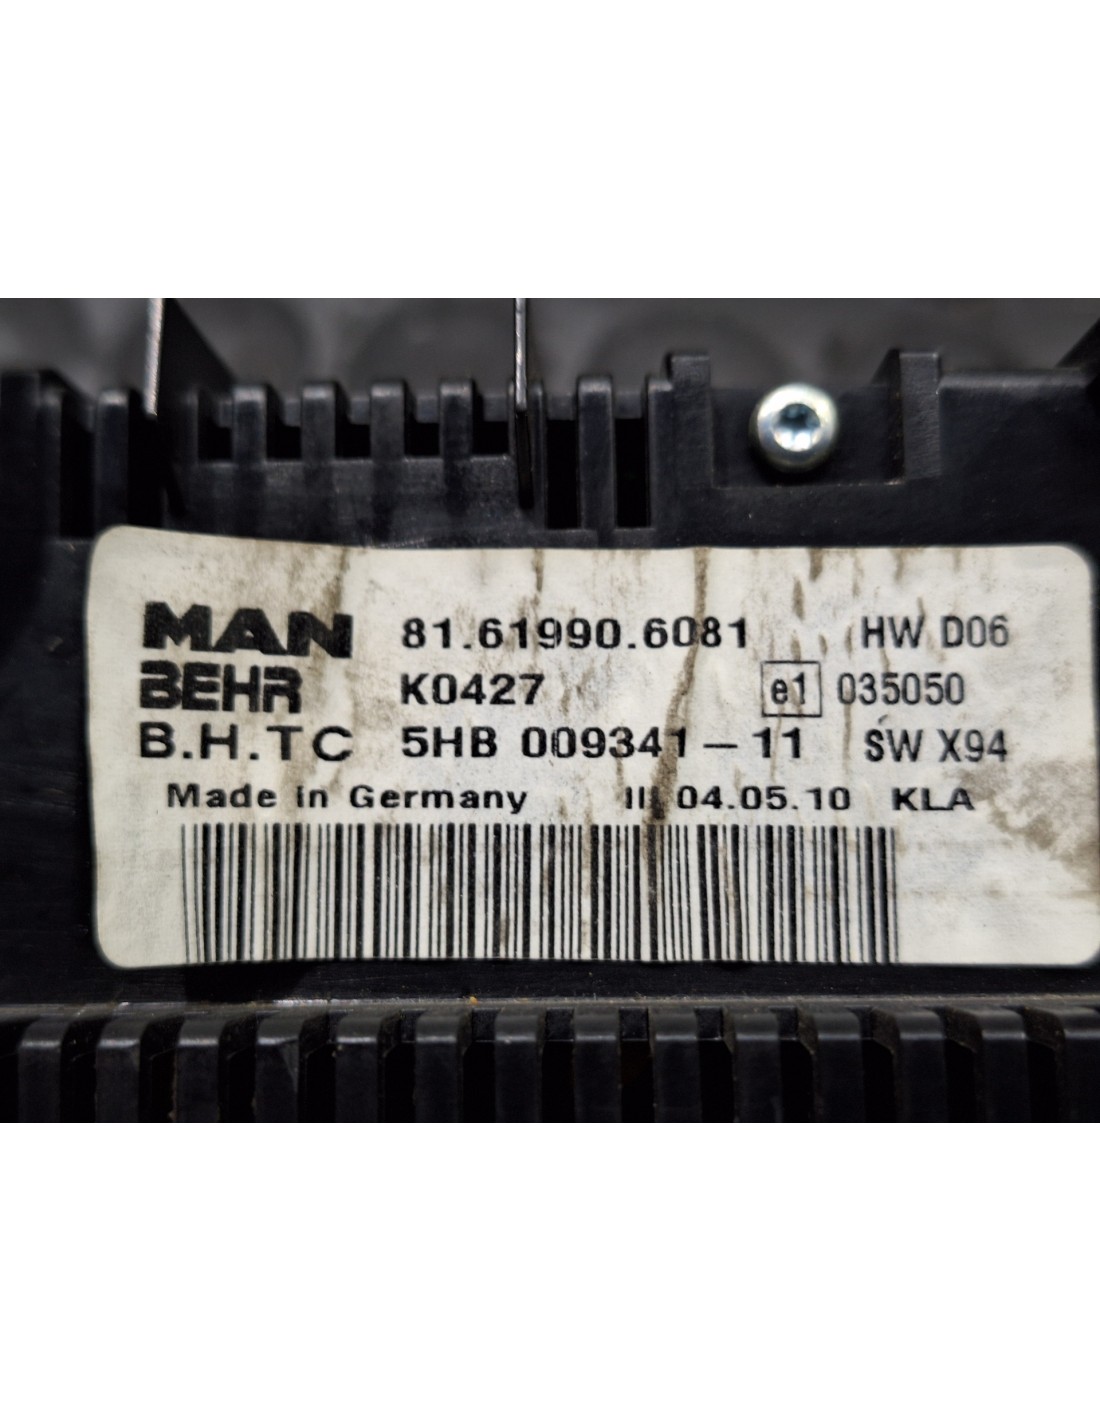 MAN 81.61990.6081 HW D06
BEHR K0427 e1 035050
B.H.TC 5HB 009341-11 SW X94
Made in Germany III 04.05.10 KLA